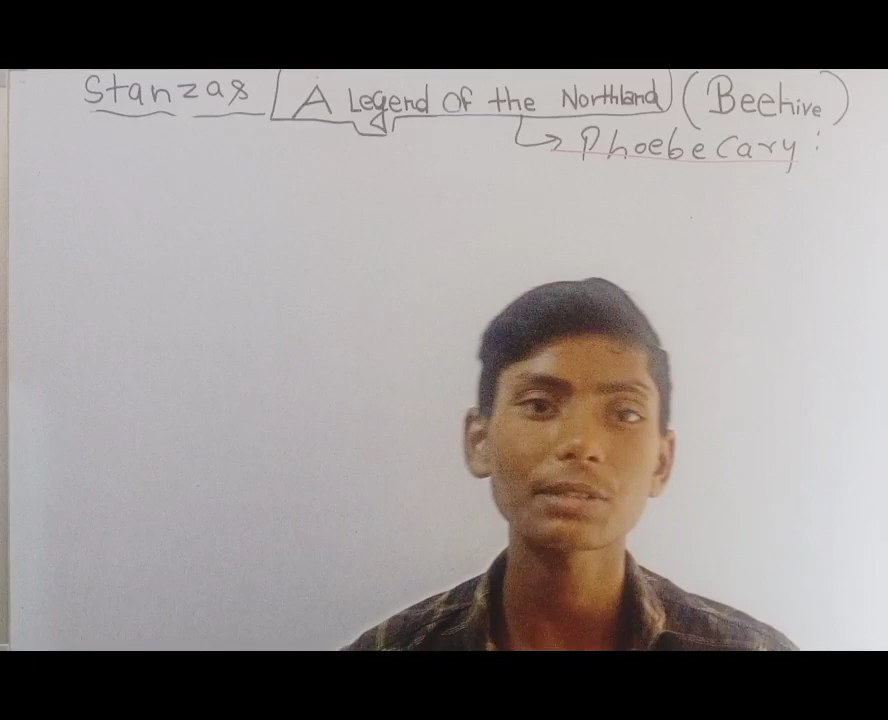 Stanzas A Legend Of the Northland (Beehive)
→ Phoebe Cary :